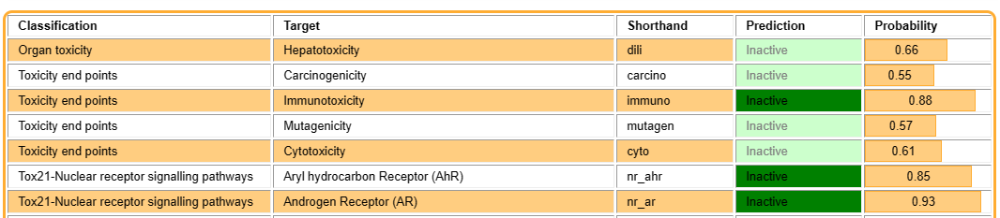 Classification Target Shorthand Prediction Probability
Organ toxicity Hepatotoxicity dili Inactive 0.66
Toxicity end points Carcinogenicity carcino Inactive 0.55
Toxicity end points Immunotoxicity immuno Inactive 0.88
Toxicity end points Mutagenicity mutagen Inactive 0.57
Toxicity end points Cytotoxicity cyto Inactive 0.61
Tox21-Nuclear receptor signalling pathways Aryl hydrocarbon Receptor (AhR) nr_ahr Inactive 0.85
Tox21-Nuclear receptor signalling pathways Androgen Receptor (AR) nr_ar Inactive 0.93